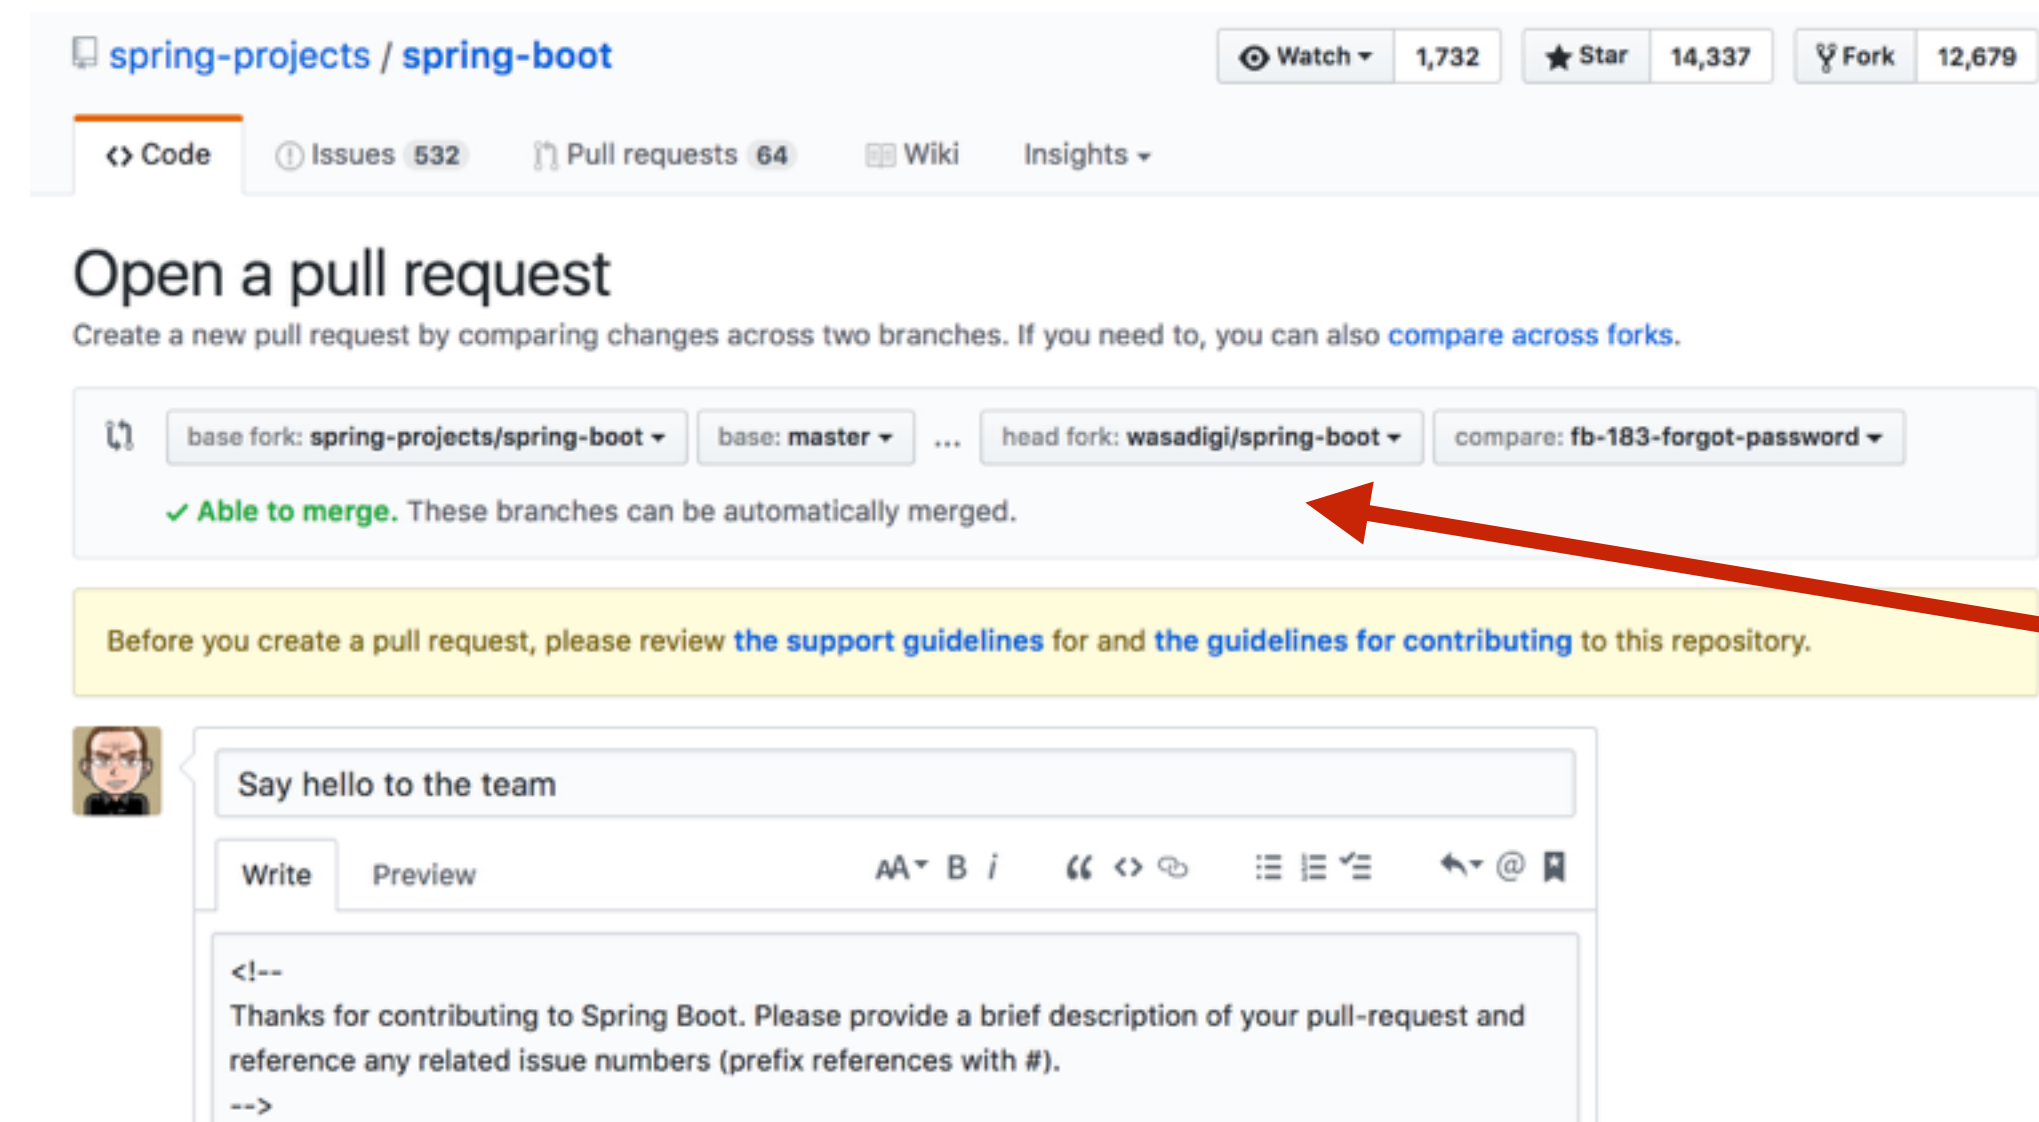 spring-projects / spring-boot
Watch 1,732 Star 14,337 Fork 12,679
<> Code Issues 532 Pull requests 64 Wiki Insights
Open a pull request
Create a new pull request by comparing changes across two branches. If you need to, you can also compare across forks.
base fork: spring-projects/spring-boot base: master ... head fork: wasadigi/spring-boot compare: fb-183-forgot-password
✓ Able to merge. These branches can be automatically merged.
Before you create a pull request, please review the support guidelines for and the guidelines for contributing to this repository.
Say hello to the team
Write Preview AA B i “ <> @
<!--
Thanks for contributing to Spring Boot. Please provide a brief description of your pull-request and
reference any related issue numbers (prefix references with #).
-->